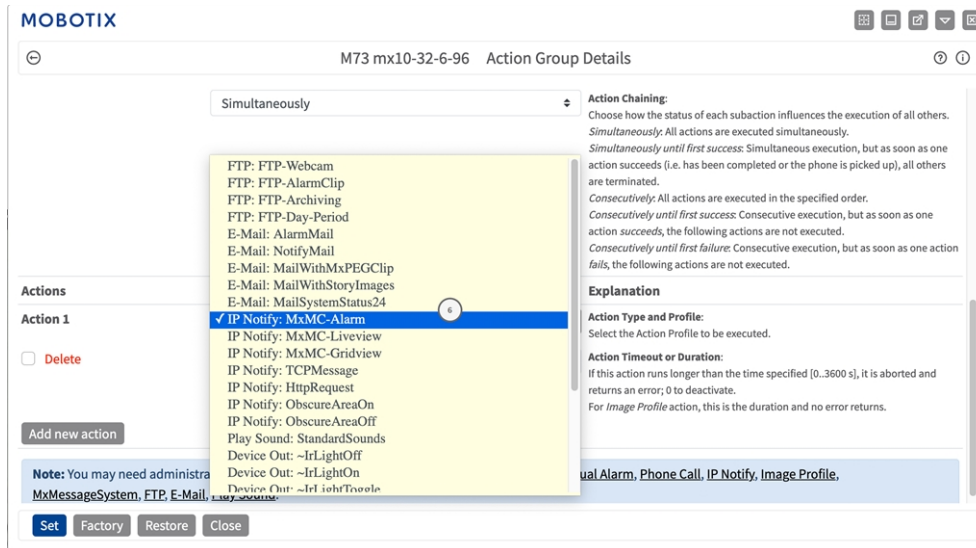 MOBOTIX
M73 mx10-32-6-96 Action Group Details
Simultaneously
Action Chaining:
Choose how the status of each subaction influences the execution of all others.
Simultaneously: All actions are executed simultaneously.
Simultaneously until first success: Simultaneous execution, but as soon as one
action succeeds (i.e. has been completed or the phone is picked up), all others
are terminated.
Consecutively: All actions are executed in the specified order.
Consecutively until first success: Consecutive execution, but as soon as one
action succeeds, the following actions are not executed.
Consecutively until first failure: Consecutive execution, but as soon as one action
fails, the following actions are not executed.
FTP: FTP-Webcam
FTP: FTP-AlarmClip
FTP: FTP-Archiving
FTP: FTP-Day-Period
E-Mail: AlarmMail
E-Mail: NotifyMail
E-Mail: MailWithMxPEGClip
E-Mail: MailWithStoryImages
E-Mail: MailSystemStatus24
✓ IP Notify: MxMC-Alarm
6
IP Notify: MxMC-Liveview
IP Notify: MxMC-Gridview
IP Notify: TCPMessage
IP Notify: HttpRequest
IP Notify: ObscureAreaOn
IP Notify: ObscureAreaOff
Play Sound: StandardSounds
Device Out: ~IrLightOff
Device Out: ~IrLightOn
Device Out: ~IrLightToggle
Actions
Explanation
Action 1
Delete
Action Type and Profile:
Select the Action Profile to be executed.
Action Timeout or Duration:
If this action runs longer than the time specified [0..3600 s], it is aborted and
returns an error; 0 to deactivate.
For Image Profile action, this is the duration and no error returns.
Add new action
Note: You may need administra ual Alarm, Phone Call, IP Notify, Image Profile,
MxMessageSystem, FTP, E-Mail, Play Sound.
Set Factory Restore Close